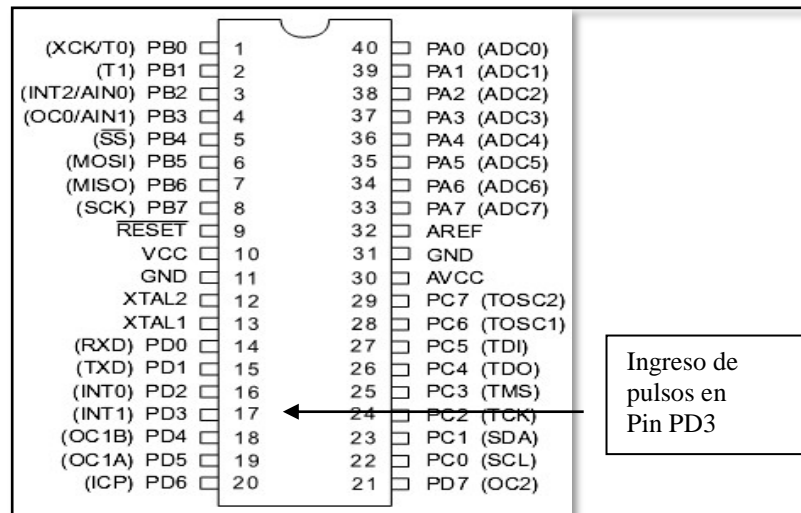 (XCK/T0) PB0 1 40 PA0 (ADC0)
(T1) PB1 2 39 PA1 (ADC1)
(INT2/AIN0) PB2 3 38 PA2 (ADC2)
(OC0/AIN1) PB3 4 37 PA3 (ADC3)
(S̅S̅) PB4 5 36 PA4 (ADC4)
(MOSI) PB5 6 35 PA5 (ADC5)
(MISO) PB6 7 34 PA6 (ADC6)
(SCK) PB7 8 33 PA7 (ADC7)
R̅E̅S̅E̅T̅ 9 32 AREF
VCC 10 31 GND
GND 11 30 AVCC
XTAL2 12 29 PC7 (TOSC2)
XTAL1 13 28 PC6 (TOSC1)
(RXD) PD0 14 27 PC5 (TDI)
(TXD) PD1 15 26 PC4 (TDO)
(INT0) PD2 16 25 PC3 (TMS)
(INT1) PD3 17 24 PC2 (TCK)
(OC1B) PD4 18 23 PC1 (SDA)
(OC1A) PD5 19 22 PC0 (SCL)
(ICP) PD6 20 21 PD7 (OC2)
Ingreso de
pulsos en
Pin PD3